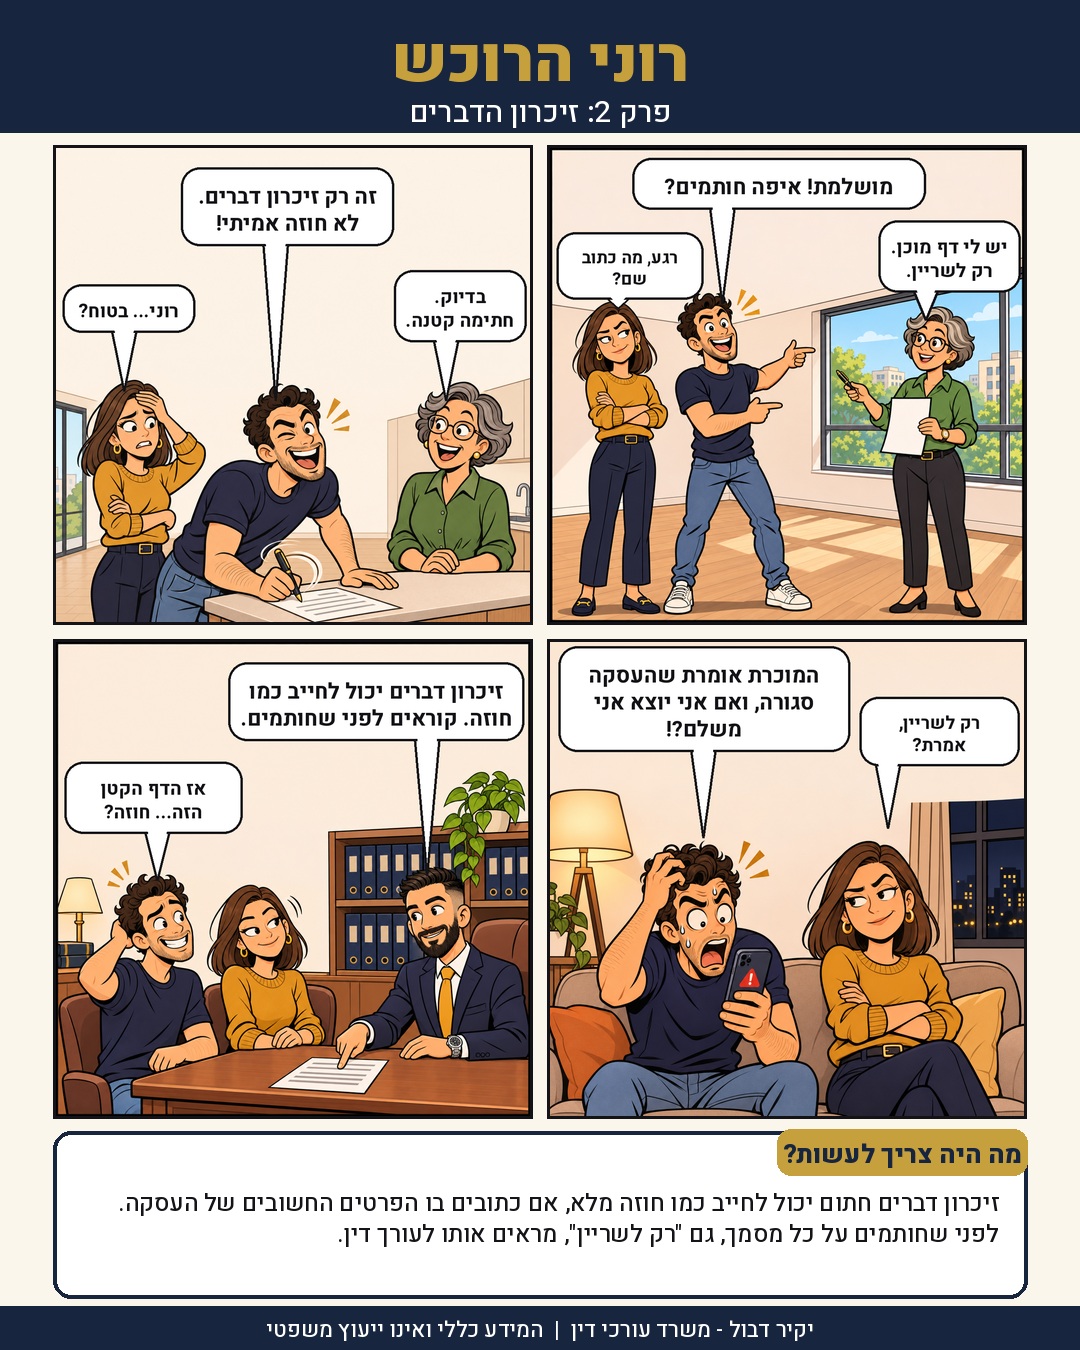 רוני הרוכש
פרק 2: זיכרון הדברים
מושלמת! איפה חותמים?
יש לי דף מוכן.
רק לשריין.
רגע, מה כתוב
שם?
זה רק זיכרון דברים.
לא חוזה אמיתי!
בדיוק.
חתימה קטנה.
רוני... בטוח?
המוכרת אומרת שהעסקה
סגורה, ואם אני יוצא אני
משלם?!
רק לשריין,
אמרת?
זיכרון דברים יכול לחייב כמו
חוזה. קוראים לפני שחותמים.
אז הדף הקטן
הזה... חוזה?
מה היה צריך לעשות?
זיכרון דברים חתום יכול לחייב כמו חוזה מלא, אם כתובים בו הפרטים החשובים של העסקה.
לפני שחותמים על כל מסמך, גם "רק לשריין", מראים אותו לעורך דין.
יקיר דבול - משרד עורכי דין | המידע כללי ואינו ייעוץ משפטי